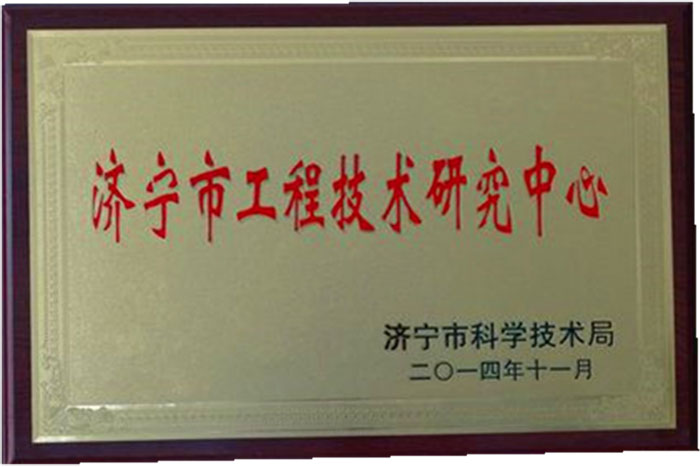 济宁市工程技术研究中心
济宁市科学技术局
二〇一四年十一月